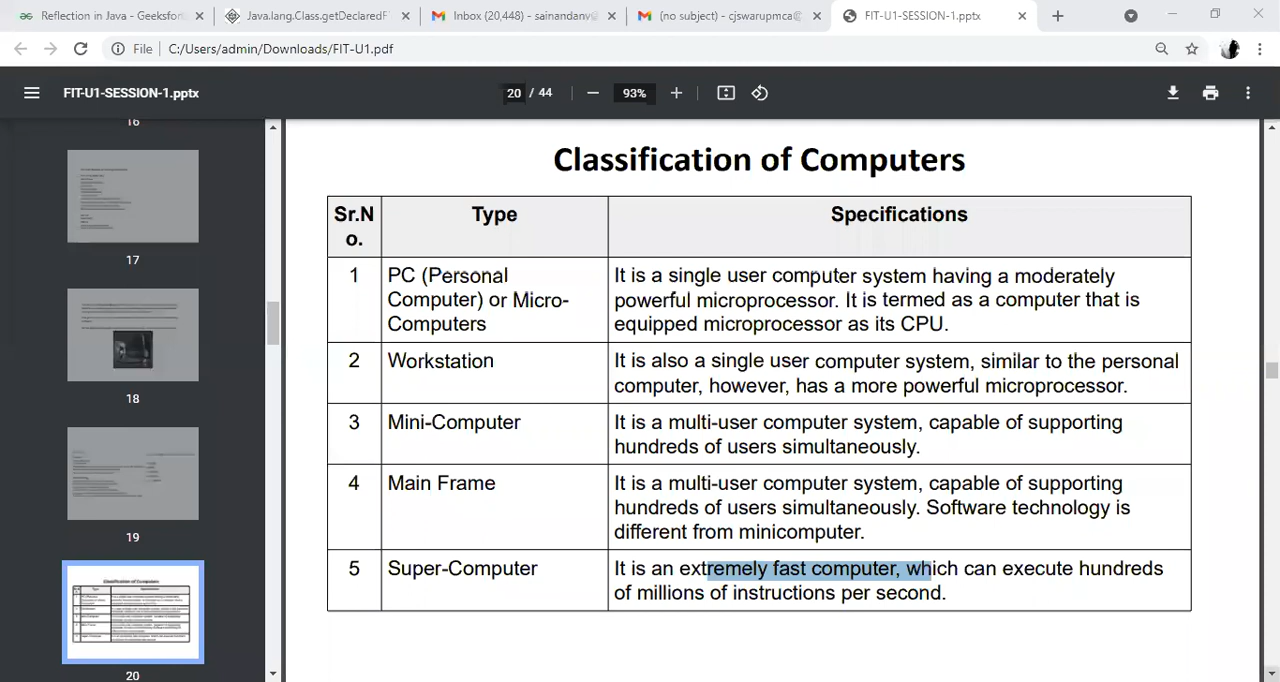 Reflection in Java - Geeksfor
Java.lang.Class.getDeclaredF
Inbox (20,448) - sainandanv@
(no subject) - cjswarupmca@
FIT-U1-SESSION-1.pptx
File
C:/Users/admin/Downloads/FIT-U1.pdf
FIT-U1-SESSION-1.pptx
20 / 44
93%
16
17
18
19
20
Classification of Computers
Sr.N
o.
Type
Specifications
1
PC (Personal
Computer) or Micro-
Computers
It is a single user computer system having a moderately
powerful microprocessor. It is termed as a computer that is
equipped microprocessor as its CPU.
2
Workstation
It is also a single user computer system, similar to the personal
computer, however, has a more powerful microprocessor.
3
Mini-Computer
It is a multi-user computer system, capable of supporting
hundreds of users simultaneously.
4
Main Frame
It is a multi-user computer system, capable of supporting
hundreds of users simultaneously. Software technology is
different from minicomputer.
5
Super-Computer
It is an extremely fast computer, which can execute hundreds
of millions of instructions per second.